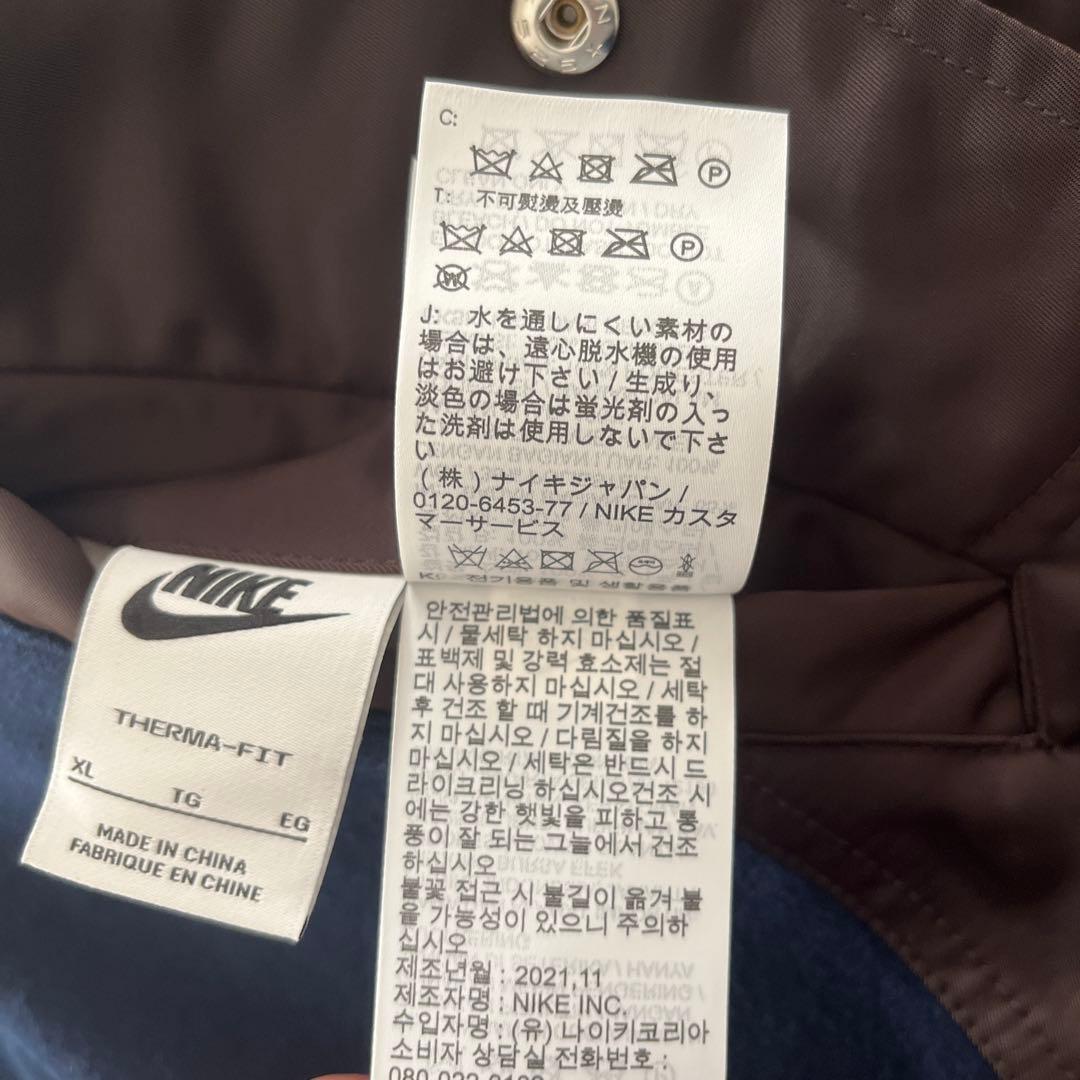 C:
P
T: 不可熨燙及壓燙
P
W
J: 水を通しにくい素材の
場合は、遠心脱水機の使用
はお避け下さい / 生成り、
淡色の場合は蛍光剤の入っ
た洗剤は使用しないで下さ
い
(株) ナイキジャパン /
0120-6453-77 / NIKE カスタ
マーサービス
K: 전기용품 및 생활용품
안전관리법에 의한 품질표
시 / 물세탁 하지 마십시오 /
표백제 및 강력 효소제는 절
대 사용하지 마십시오 / 세탁
후 건조 할 때 기계건조를 하
지 마십시오 / 다림질을 하지
마십시오 / 세탁은 반드시 드
라이크리닝 하십시오건조 시
에는 강한 햇빛을 피하고 통
풍이 잘 되는 그늘에서 건조
하십시오
불꽃 접근 시 불길이 옮겨 붙
을 가능성이 있으니 주의하
십시오
제조년월 : 2021,11
제조자명 : NIKE INC.
수입자명 : (유) 나이키코리아
소비자 상담실 전화번호 :
NIKE
THERMA-FIT
XL
TG
EG
MADE IN CHINA
FABRIQUE EN CHINE